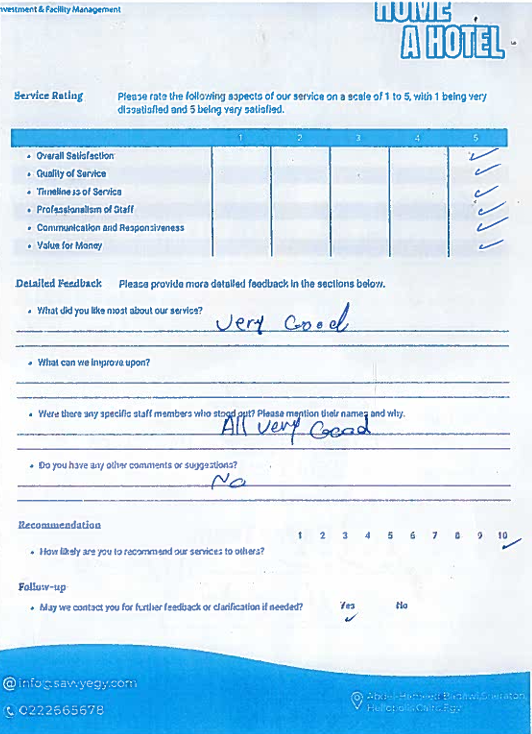 nvestment & Facility Management
HOME
A HOTEL
Service Rating Please rate the following aspects of our service on a scale of 1 to 5, with 1 being very
dissatisfied and 5 being very satisfied.
1 2 3 4 5
• Overall Satisfaction ✓
• Quality of Service ✓
• Timeliness of Service ✓
• Professionalism of Staff ✓
• Communication and Responsiveness ✓
• Value for Money ✓
Detailed Feedback Please provide more detailed feedback in the sections below.
• What did you like most about our service?
Very Good
• What can we improve upon?
• Were there any specific staff members who stood out? Please mention their names and why.
All very Good
• Do you have any other comments or suggestions?
No
Recommendation
1 2 3 4 5 6 7 8 9 10
• How likely are you to recommend our services to others? ✓
Follow-up
• May we contact you for further feedback or clarification if needed? Yes No
✓
@ info@savvyegy.com
0222665678
Abdel-Hameed Badawi, Sheraton,
Heliopolis Cairo, Egy